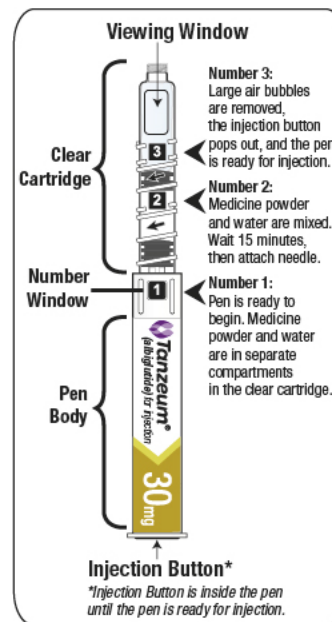 Viewing Window
Number 3:
Large air bubbles
are removed,
the injection button
pops out, and the pen
is ready for injection.
Clear
Cartridge
3
Number 2:
Medicine powder
and water are mixed.
Wait 15 minutes,
then attach needle.
2
Number
Window
1
Number 1:
Pen is ready to
begin. Medicine
powder and water
are in separate
compartments
in the clear cartridge.
Pen
Body
Tanzeum®
(albiglutide) for injection
30mg
Injection Button*
*Injection Button is inside the pen
until the pen is ready for injection.